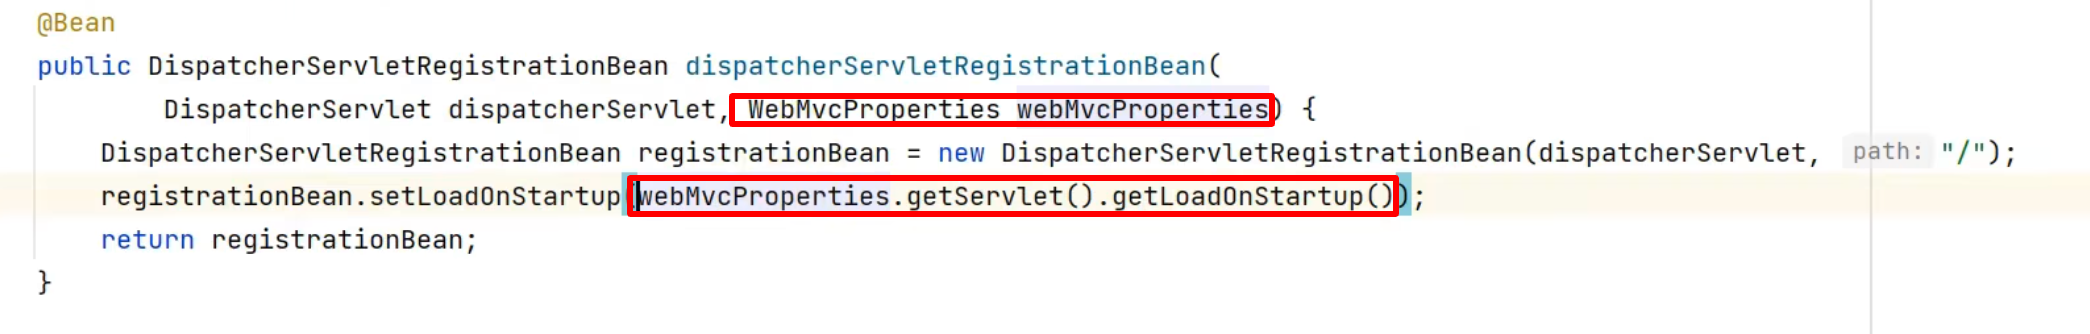 @Bean
public DispatcherServletRegistrationBean dispatcherServletRegistrationBean(
DispatcherServlet dispatcherServlet, WebMvcProperties webMvcProperties) {
DispatcherServletRegistrationBean registrationBean = new DispatcherServletRegistrationBean(dispatcherServlet, path: "/");
registrationBean.setLoadOnStartup(webMvcProperties.getServlet().getLoadOnStartup());
return registrationBean;
}